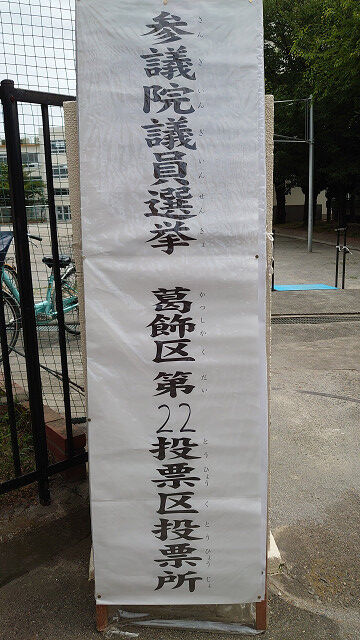 参議院議員選挙 葛飾区第22投票区投票所
さんぎいんぎいんせんきょ かつしかくだい とうひょうくとうひょうじょ